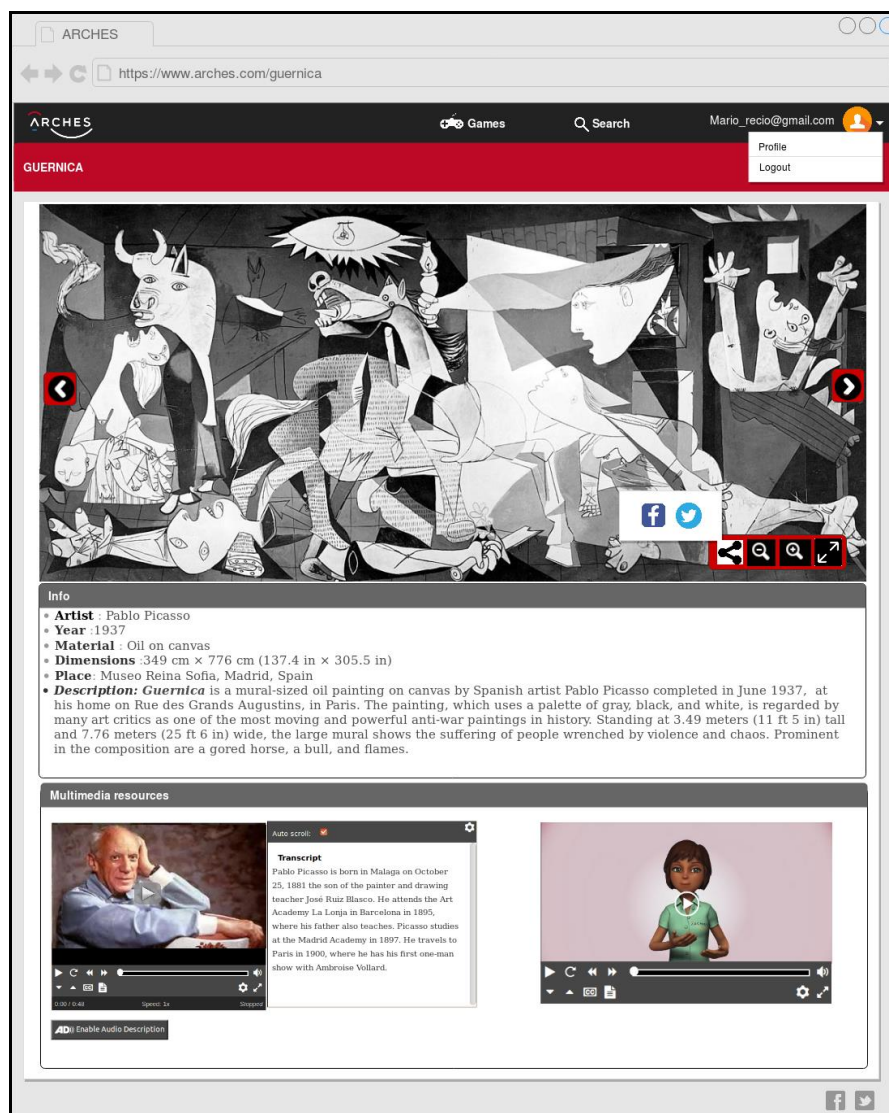 ARCHES
https://www.arches.com/guernica
ARCHES
Games
Search
Mario_recio@gmail.com
Profile
Logout
GUERNICA
Info
Artist : Pablo Picasso
Year :1937
Material : Oil on canvas
Dimensions :349 cm × 776 cm (137.4 in × 305.5 in)
Place: Museo Reina Sofia, Madrid, Spain
Description: Guernica is a mural-sized oil painting on canvas by Spanish artist Pablo Picasso completed in June 1937, at
his home on Rue des Grands Augustins, in Paris. The painting, which uses a palette of gray, black, and white, is regarded by
many art critics as one of the most moving and powerful anti-war paintings in history. Standing at 3.49 meters (11 ft 5 in) tall
and 7.76 meters (25 ft 6 in) wide, the large mural shows the suffering of people wrenched by violence and chaos. Prominent
in the composition are a gored horse, a bull, and flames.
Multimedia resources
Auto scroll:
Transcript
Pablo Picasso is born in Malaga on October
25, 1881 the son of the painter and drawing
teacher José Ruiz Blasco. He attends the Art
Academy La Lonja in Barcelona in 1895,
where his father also teaches. Picasso studies
at the Madrid Academy in 1897. He travels to
Paris in 1900, where he has his first one-man
show with Ambroise Vollard.
CC
0:00 / 0:48
Speed: 1x
Stopped
AD Enable Audio Description
CC